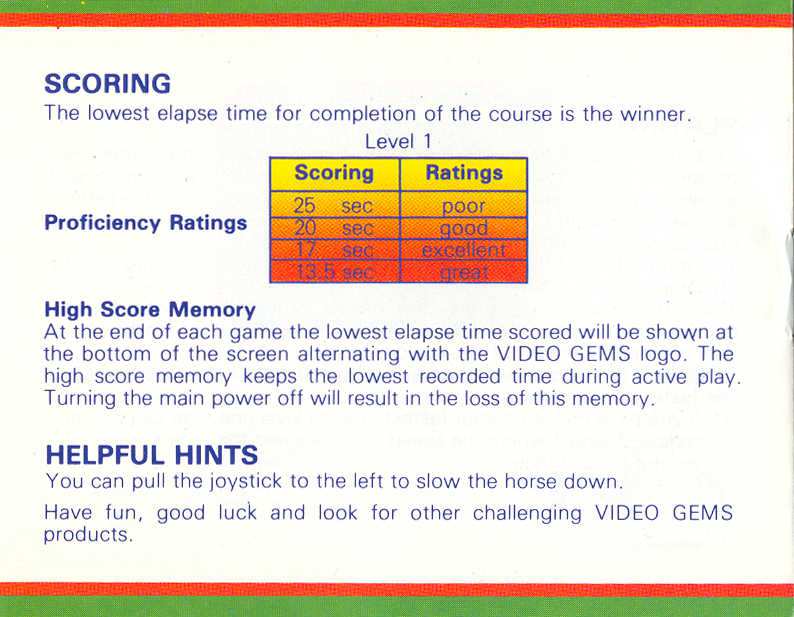 SCORING
The lowest elapse time for completion of the course is the winner.
Level 1
Scoring Ratings
25 sec poor
Proficiency Ratings 20 sec good
17 sec excellent
13.5 sec great
High Score Memory
At the end of each game the lowest elapse time scored will be shown at
the bottom of the screen alternating with the VIDEO GEMS logo. The
high score memory keeps the lowest recorded time during active play.
Turning the main power off will result in the loss of this memory.
HELPFUL HINTS
You can pull the joystick to the left to slow the horse down.
Have fun, good luck and look for other challenging VIDEO GEMS
products.